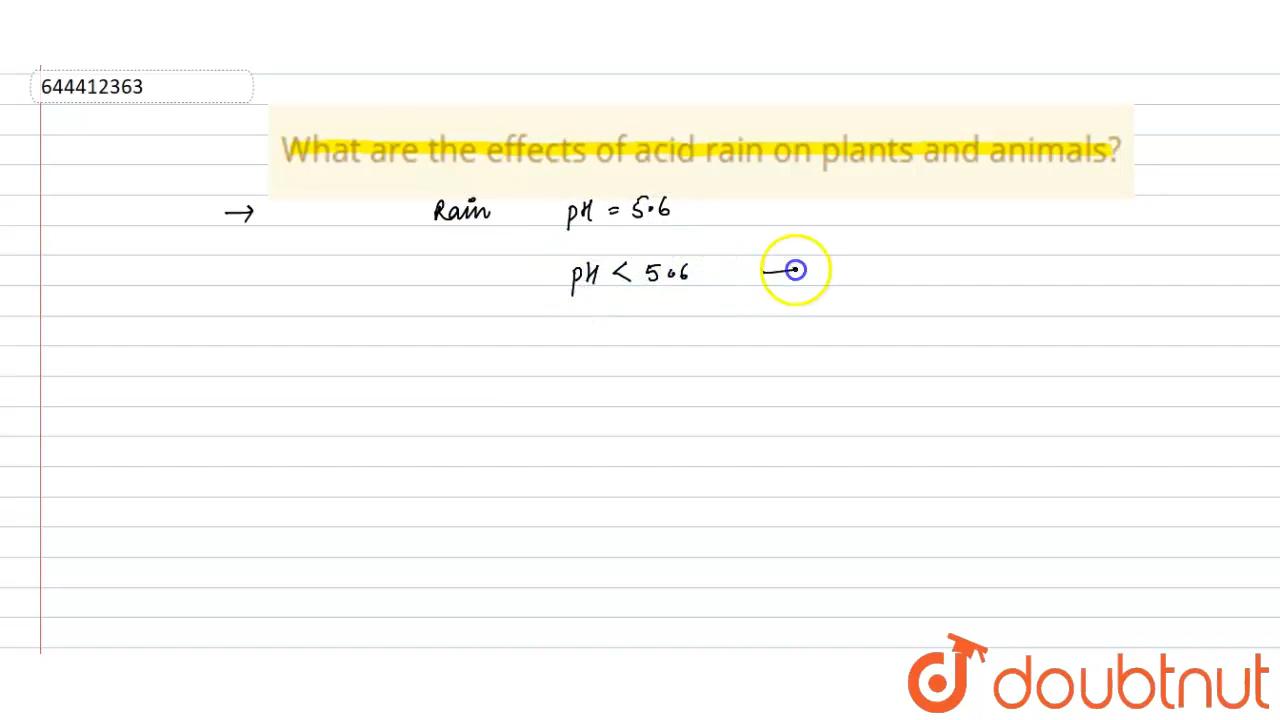 644412363
What are the effects of acid rain on plants and animals?
→ Rain pH = 5.6
pH < 5.6
doubtnut